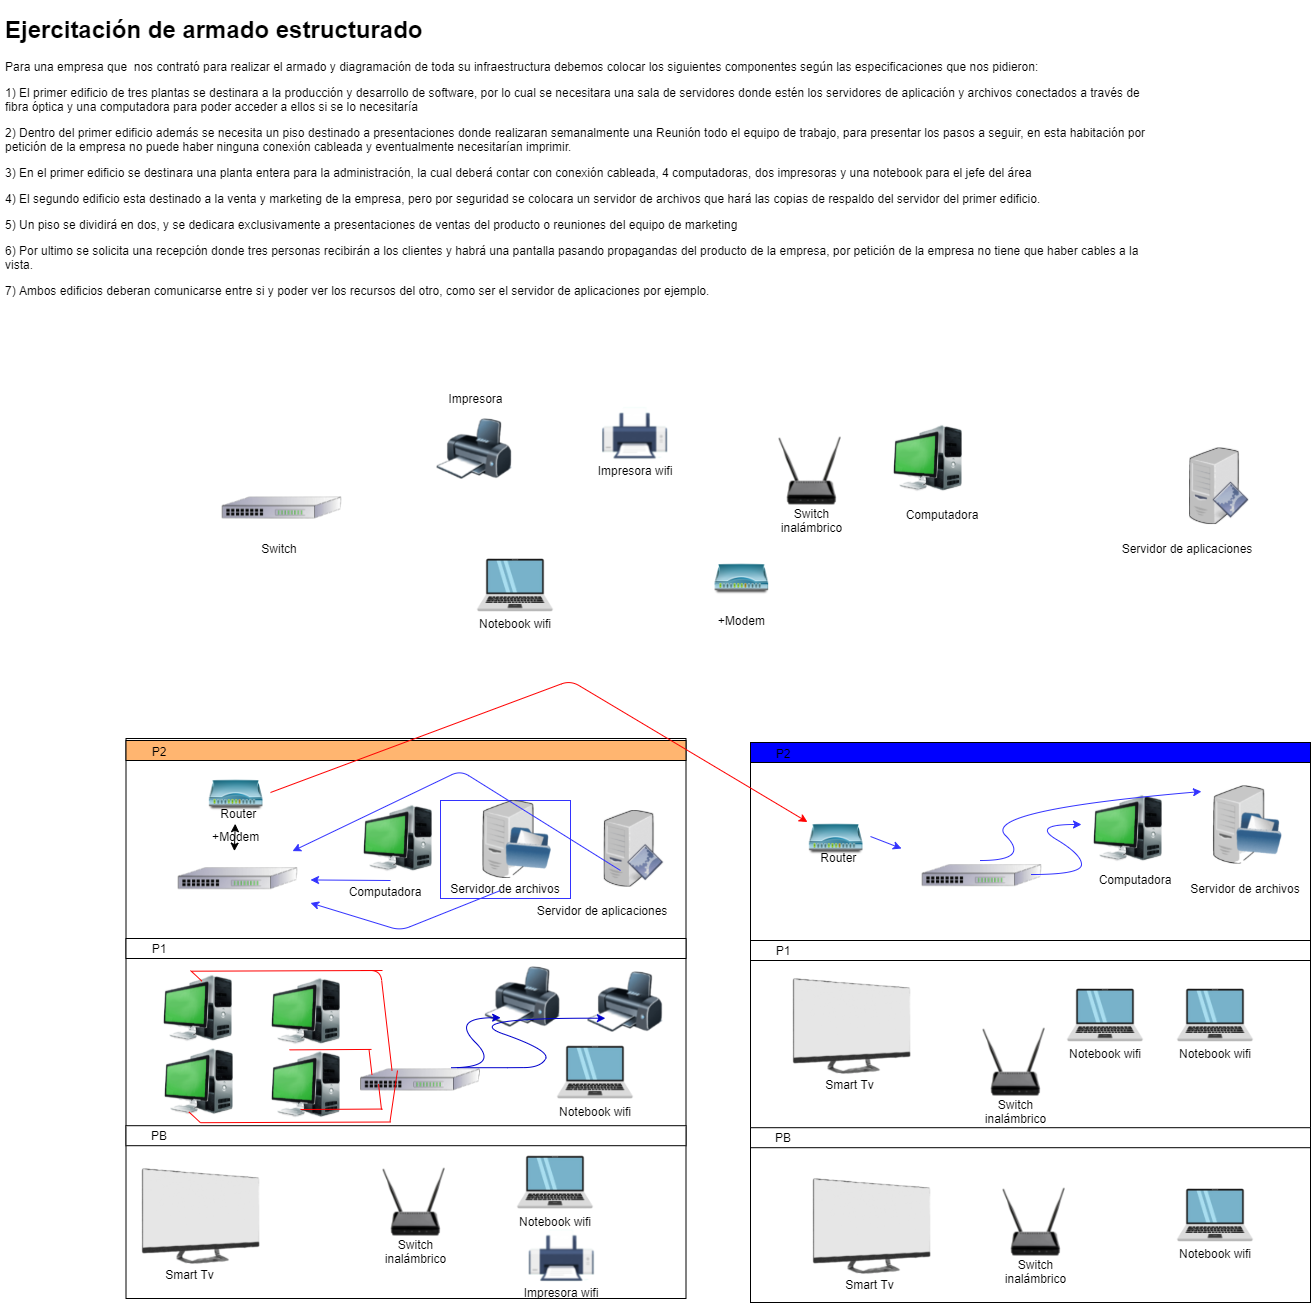 Ejercitación de armado estructurado
Para una empresa que  nos contrató para realizar el armado y diagramación de toda su infraestructura debemos colocar los siguientes componentes según las especificaciones que nos pidieron:
1) El primer edificio de tres plantas se destinara a la producción y desarrollo de software, por lo cual se necesitara una sala de servidores donde estén los servidores de aplicación y archivos conectados a través de
fibra óptica y una computadora para poder acceder a ellos si se lo necesitaría
2) Dentro del primer edificio además se necesita un piso destinado a presentaciones donde realizaran semanalmente una Reunión todo el equipo de trabajo, para presentar los pasos a seguir, en esta habitación por
petición de la empresa no puede haber ninguna conexión cableada y eventualmente necesitarían imprimir.
3) En el primer edificio se destinara una planta entera para la administración, la cual deberá contar con conexión cableada, 4 computadoras, dos impresoras y una notebook para el jefe del área
4) El segundo edificio esta destinado a la venta y marketing de la empresa, pero por seguridad se colocara un servidor de archivos que hará las copias de respaldo del servidor del primer edificio.
5) Un piso se dividirá en dos, y se dedicara exclusivamente a presentaciones de ventas del producto o reuniones del equipo de marketing
6) Por ultimo se solicita una recepción donde tres personas recibirán a los clientes y habrá una pantalla pasando propagandas del producto de la empresa, por petición de la empresa no tiene que haber cables a la
vista.
7) Ambos edificios deberan comunicarse entre si y poder ver los recursos del otro, como ser el servidor de aplicaciones por ejemplo.
Impresora
Impresora wifi
Switch
inalámbrico
Computadora
Switch
Servidor de aplicaciones
Notebook wifi
+Modem
P2
Router
+Modem
Computadora
Servidor de archivos
Servidor de aplicaciones
P1
Notebook wifi
PB
Smart Tv
Switch
inalámbrico
Notebook wifi
Impresora wifi
P2
Router
Computadora
Servidor de archivos
P1
Smart Tv
Switch
inalámbrico
Notebook wifi
Notebook wifi
PB
Smart Tv
Switch
inalámbrico
Notebook wifi